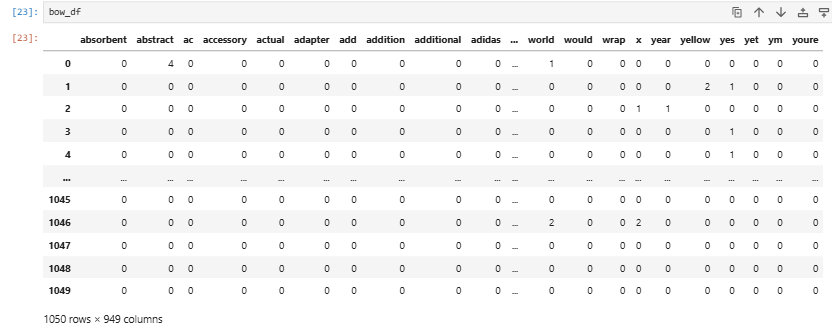 [23]: bow_df
[23]: absorbent abstract ac accessory actual adapter add addition additional adidas ... world would wrap x year yellow yes yet ym youre
0 0 4 0 0 0 0 0 0 0 0 ... 1 0 0 0 0 0 0 0 0 0
1 0 0 0 0 0 0 0 0 0 0 ... 0 0 0 0 0 2 1 0 0 0
2 0 0 0 0 0 0 0 0 0 0 ... 0 0 0 1 1 0 0 0 0 0
3 0 0 0 0 0 0 0 0 0 0 ... 0 0 0 0 0 0 1 0 0 0
4 0 0 0 0 0 0 0 0 0 0 ... 0 0 0 0 0 0 1 0 0 0
... ... ... ... ... ... ... ... ... ... ... ... ... ... ... ... ... ... ... ... ... ...
1045 0 0 0 0 0 0 0 0 0 0 ... 0 0 0 0 0 0 0 0 0 0
1046 0 0 0 0 0 0 0 0 0 0 ... 2 0 0 2 0 0 0 0 0 0
1047 0 0 0 0 0 0 0 0 0 0 ... 0 0 0 0 0 0 0 0 0 0
1048 0 0 0 0 0 0 0 0 0 0 ... 0 0 0 0 0 0 0 0 0 0
1049 0 0 0 0 0 0 0 0 0 0 ... 0 0 0 0 0 0 0 0 0 0
1050 rows × 949 columns